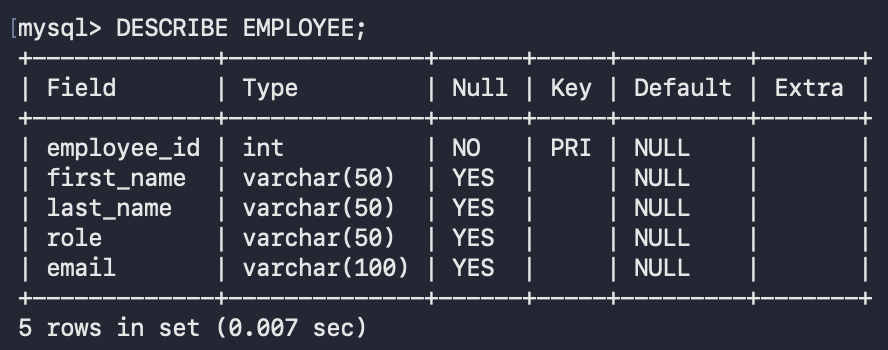 [mysql> DESCRIBE EMPLOYEE;
+-------------+--------------+------+-----+---------+-------+
| Field       | Type         | Null | Key | Default | Extra |
+-------------+--------------+------+-----+---------+-------+
| employee_id | int          | NO   | PRI | NULL    |       |
| first_name  | varchar(50)  | YES  |     | NULL    |       |
| last_name   | varchar(50)  | YES  |     | NULL    |       |
| role        | varchar(50)  | YES  |     | NULL    |       |
| email       | varchar(100) | YES  |     | NULL    |       |
+-------------+--------------+------+-----+---------+-------+
5 rows in set (0.007 sec)